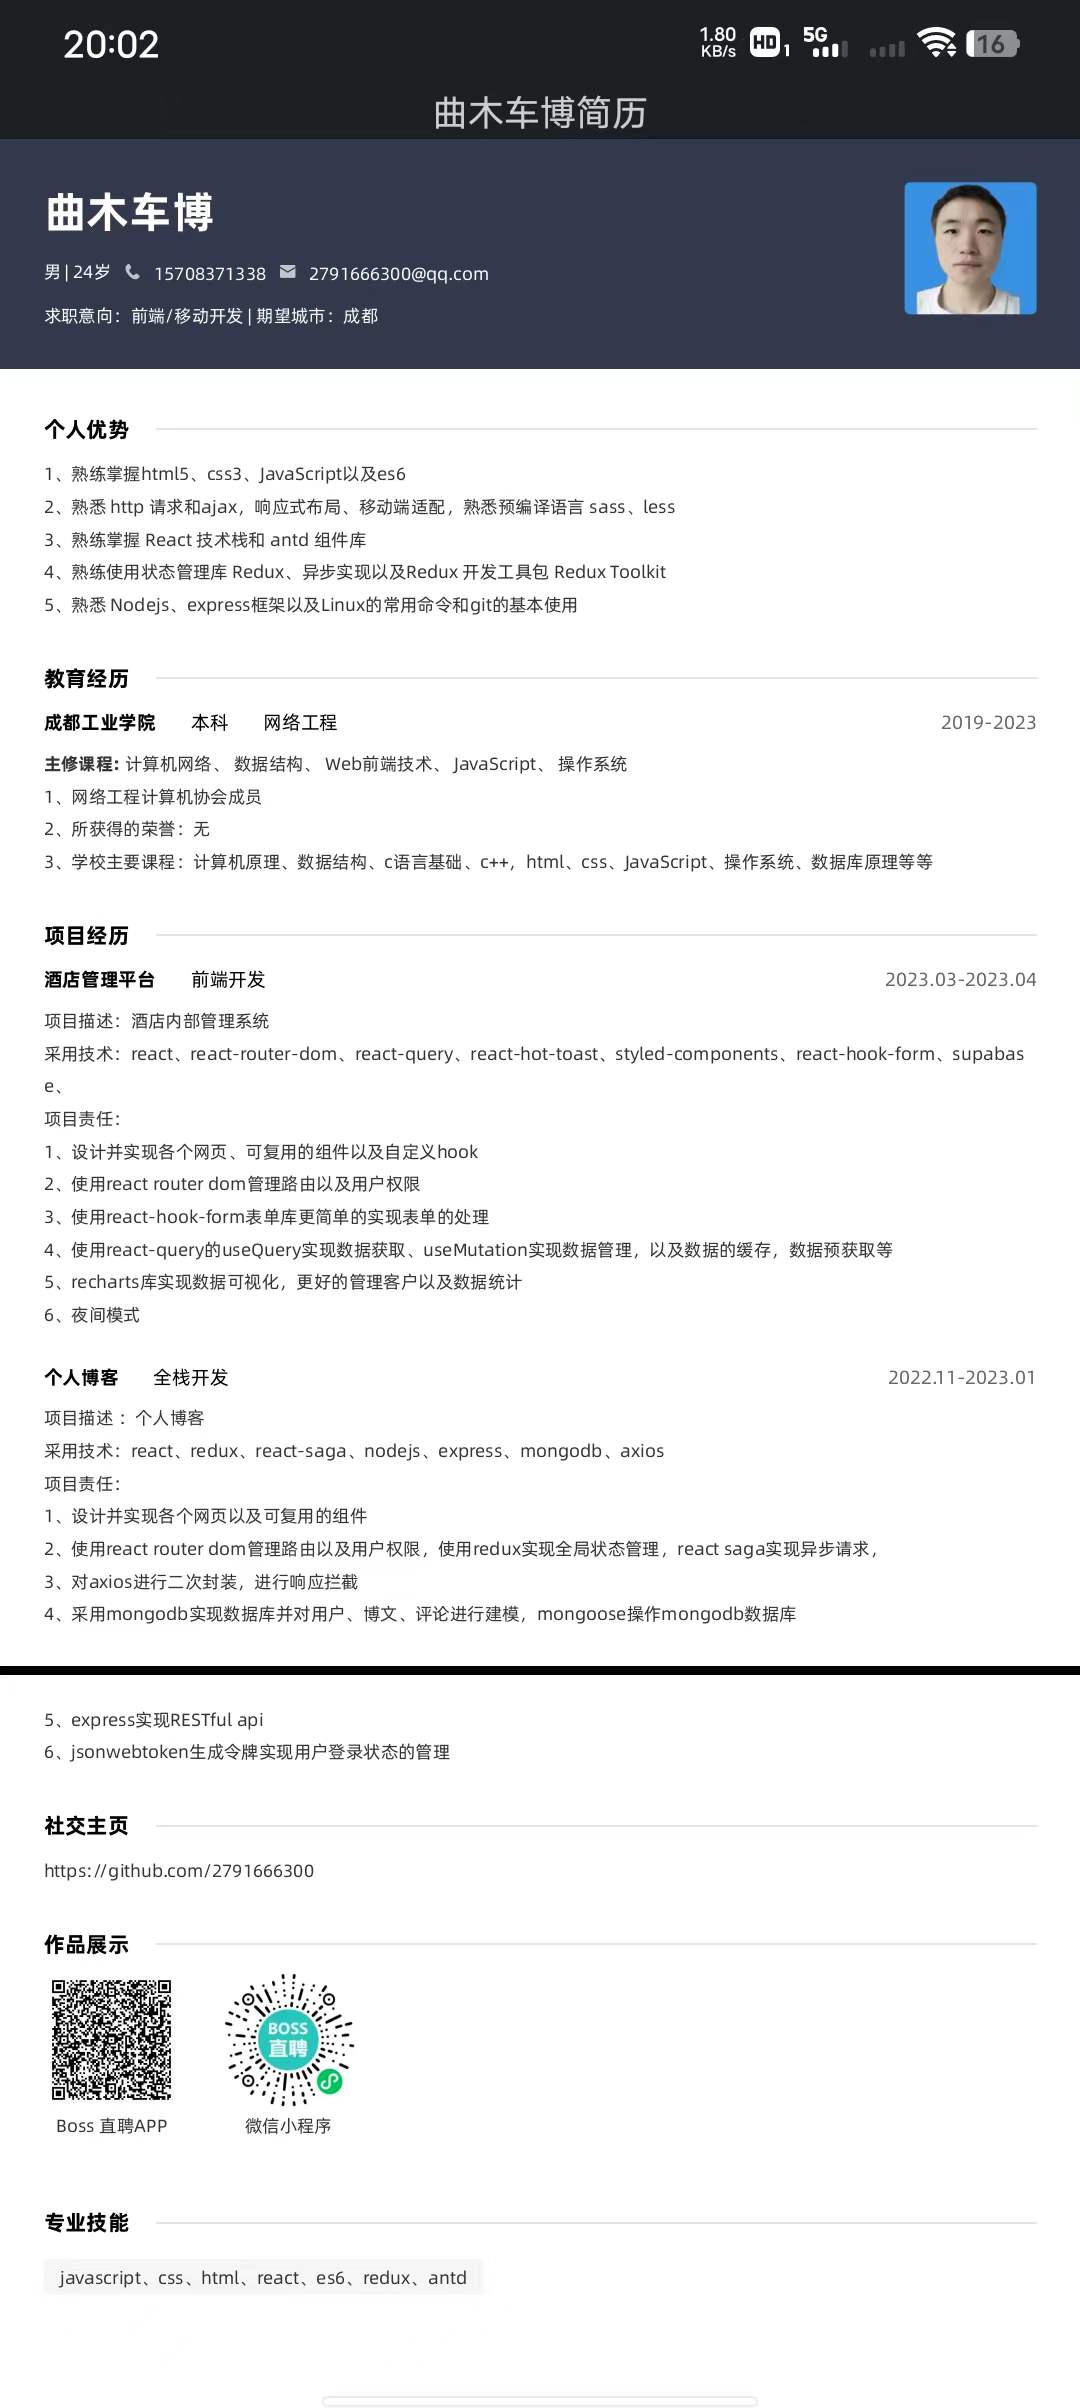 20:02
1.80 KB/s HD 1 5G 16
曲木车博简历
曲木车博
男 | 24岁 15708371338 2791666300@qq.com
求职意向：前端/移动开发 | 期望城市：成都
个人优势
1、熟练掌握html5、css3、JavaScript以及es6
2、熟悉 http 请求和ajax，响应式布局、移动端适配，熟悉预编译语言 sass、less
3、熟练掌握 React 技术栈和 antd 组件库
4、熟练使用状态管理库 Redux、异步实现以及Redux 开发工具包 Redux Toolkit
5、熟悉 Nodejs、express框架以及Linux的常用命令和git的基本使用
教育经历
成都工业学院 本科 网络工程 2019-2023
主修课程: 计算机网络、 数据结构、 Web前端技术、 JavaScript、 操作系统
1、网络工程计算机协会成员
2、所获得的荣誉：无
3、学校主要课程：计算机原理、数据结构、c语言基础、c++，html、css、JavaScript、操作系统、数据库原理等等
项目经历
酒店管理平台 前端开发 2023.03-2023.04
项目描述：酒店内部管理系统
采用技术：react、react-router-dom、react-query、react-hot-toast、styled-components、react-hook-form、supabas
e、
项目责任：
1、设计并实现各个网页、可复用的组件以及自定义hook
2、使用react router dom管理路由以及用户权限
3、使用react-hook-form表单库更简单的实现表单的处理
4、使用react-query的useQuery实现数据获取、useMutation实现数据管理，以及数据的缓存，数据预获取等
5、recharts库实现数据可视化，更好的管理客户以及数据统计
6、夜间模式
个人博客 全栈开发 2022.11-2023.01
项目描述 ：个人博客
采用技术：react、redux、react-saga、nodejs、express、mongodb、axios
项目责任：
1、设计并实现各个网页以及可复用的组件
2、使用react router dom管理路由以及用户权限，使用redux实现全局状态管理，react saga实现异步请求，
3、对axios进行二次封装，进行响应拦截
4、采用mongodb实现数据库并对用户、博文、评论进行建模，mongoose操作mongodb数据库
5、express实现RESTful api
6、jsonwebtoken生成令牌实现用户登录状态的管理
社交主页
https://github.com/2791666300
作品展示
BOSS
直聘
Boss 直聘APP 微信小程序
专业技能
javascript、css、html、react、es6、redux、antd